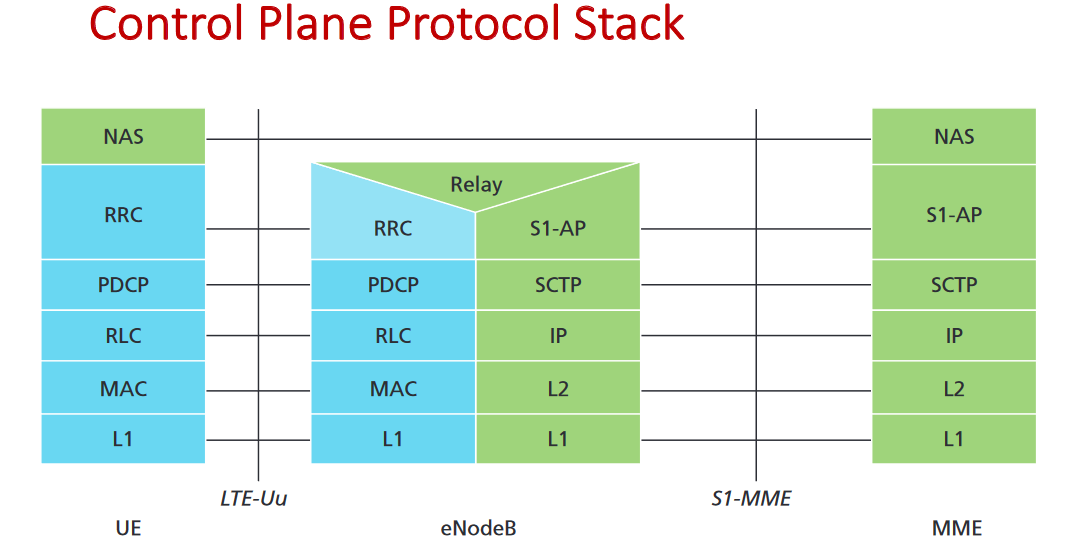 Control Plane Protocol Stack
NAS NAS
Relay
RRC RRC S1-AP S1-AP
PDCP PDCP SCTP SCTP
RLC RLC IP IP
MAC MAC L2 L2
L1 L1 L1 L1
LTE-Uu S1-MME
UE eNodeB MME